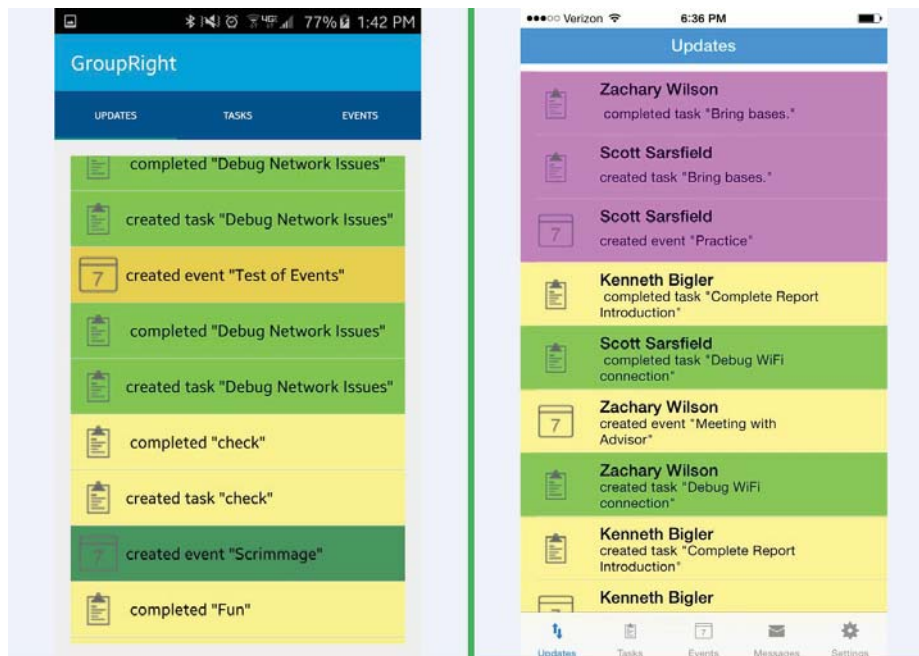 77% 1:42 PM
GroupRight
UPDATES TASKS EVENTS
completed "Debug Network Issues"
created task "Debug Network Issues"
7 created event "Test of Events"
completed "Debug Network Issues"
created task "Debug Network Issues"
completed "check"
created task "check"
7 created event "Scrimmage"
completed "Fun"
Verizon 6:36 PM
Updates
Zachary Wilson
completed task "Bring bases."
Scott Sarsfield
created task "Bring bases."
Scott Sarsfield
7 created event "Practice"
Kenneth Bigler
completed task "Complete Report
Introduction"
Scott Sarsfield
completed task "Debug WiFi
connection"
Zachary Wilson
7 created event "Meeting with
Advisor"
Zachary Wilson
created task "Debug WiFi
connection"
Kenneth Bigler
created task "Complete Report
Introduction"
Kenneth Bigler
7
Updates Tasks Events Messages Settings